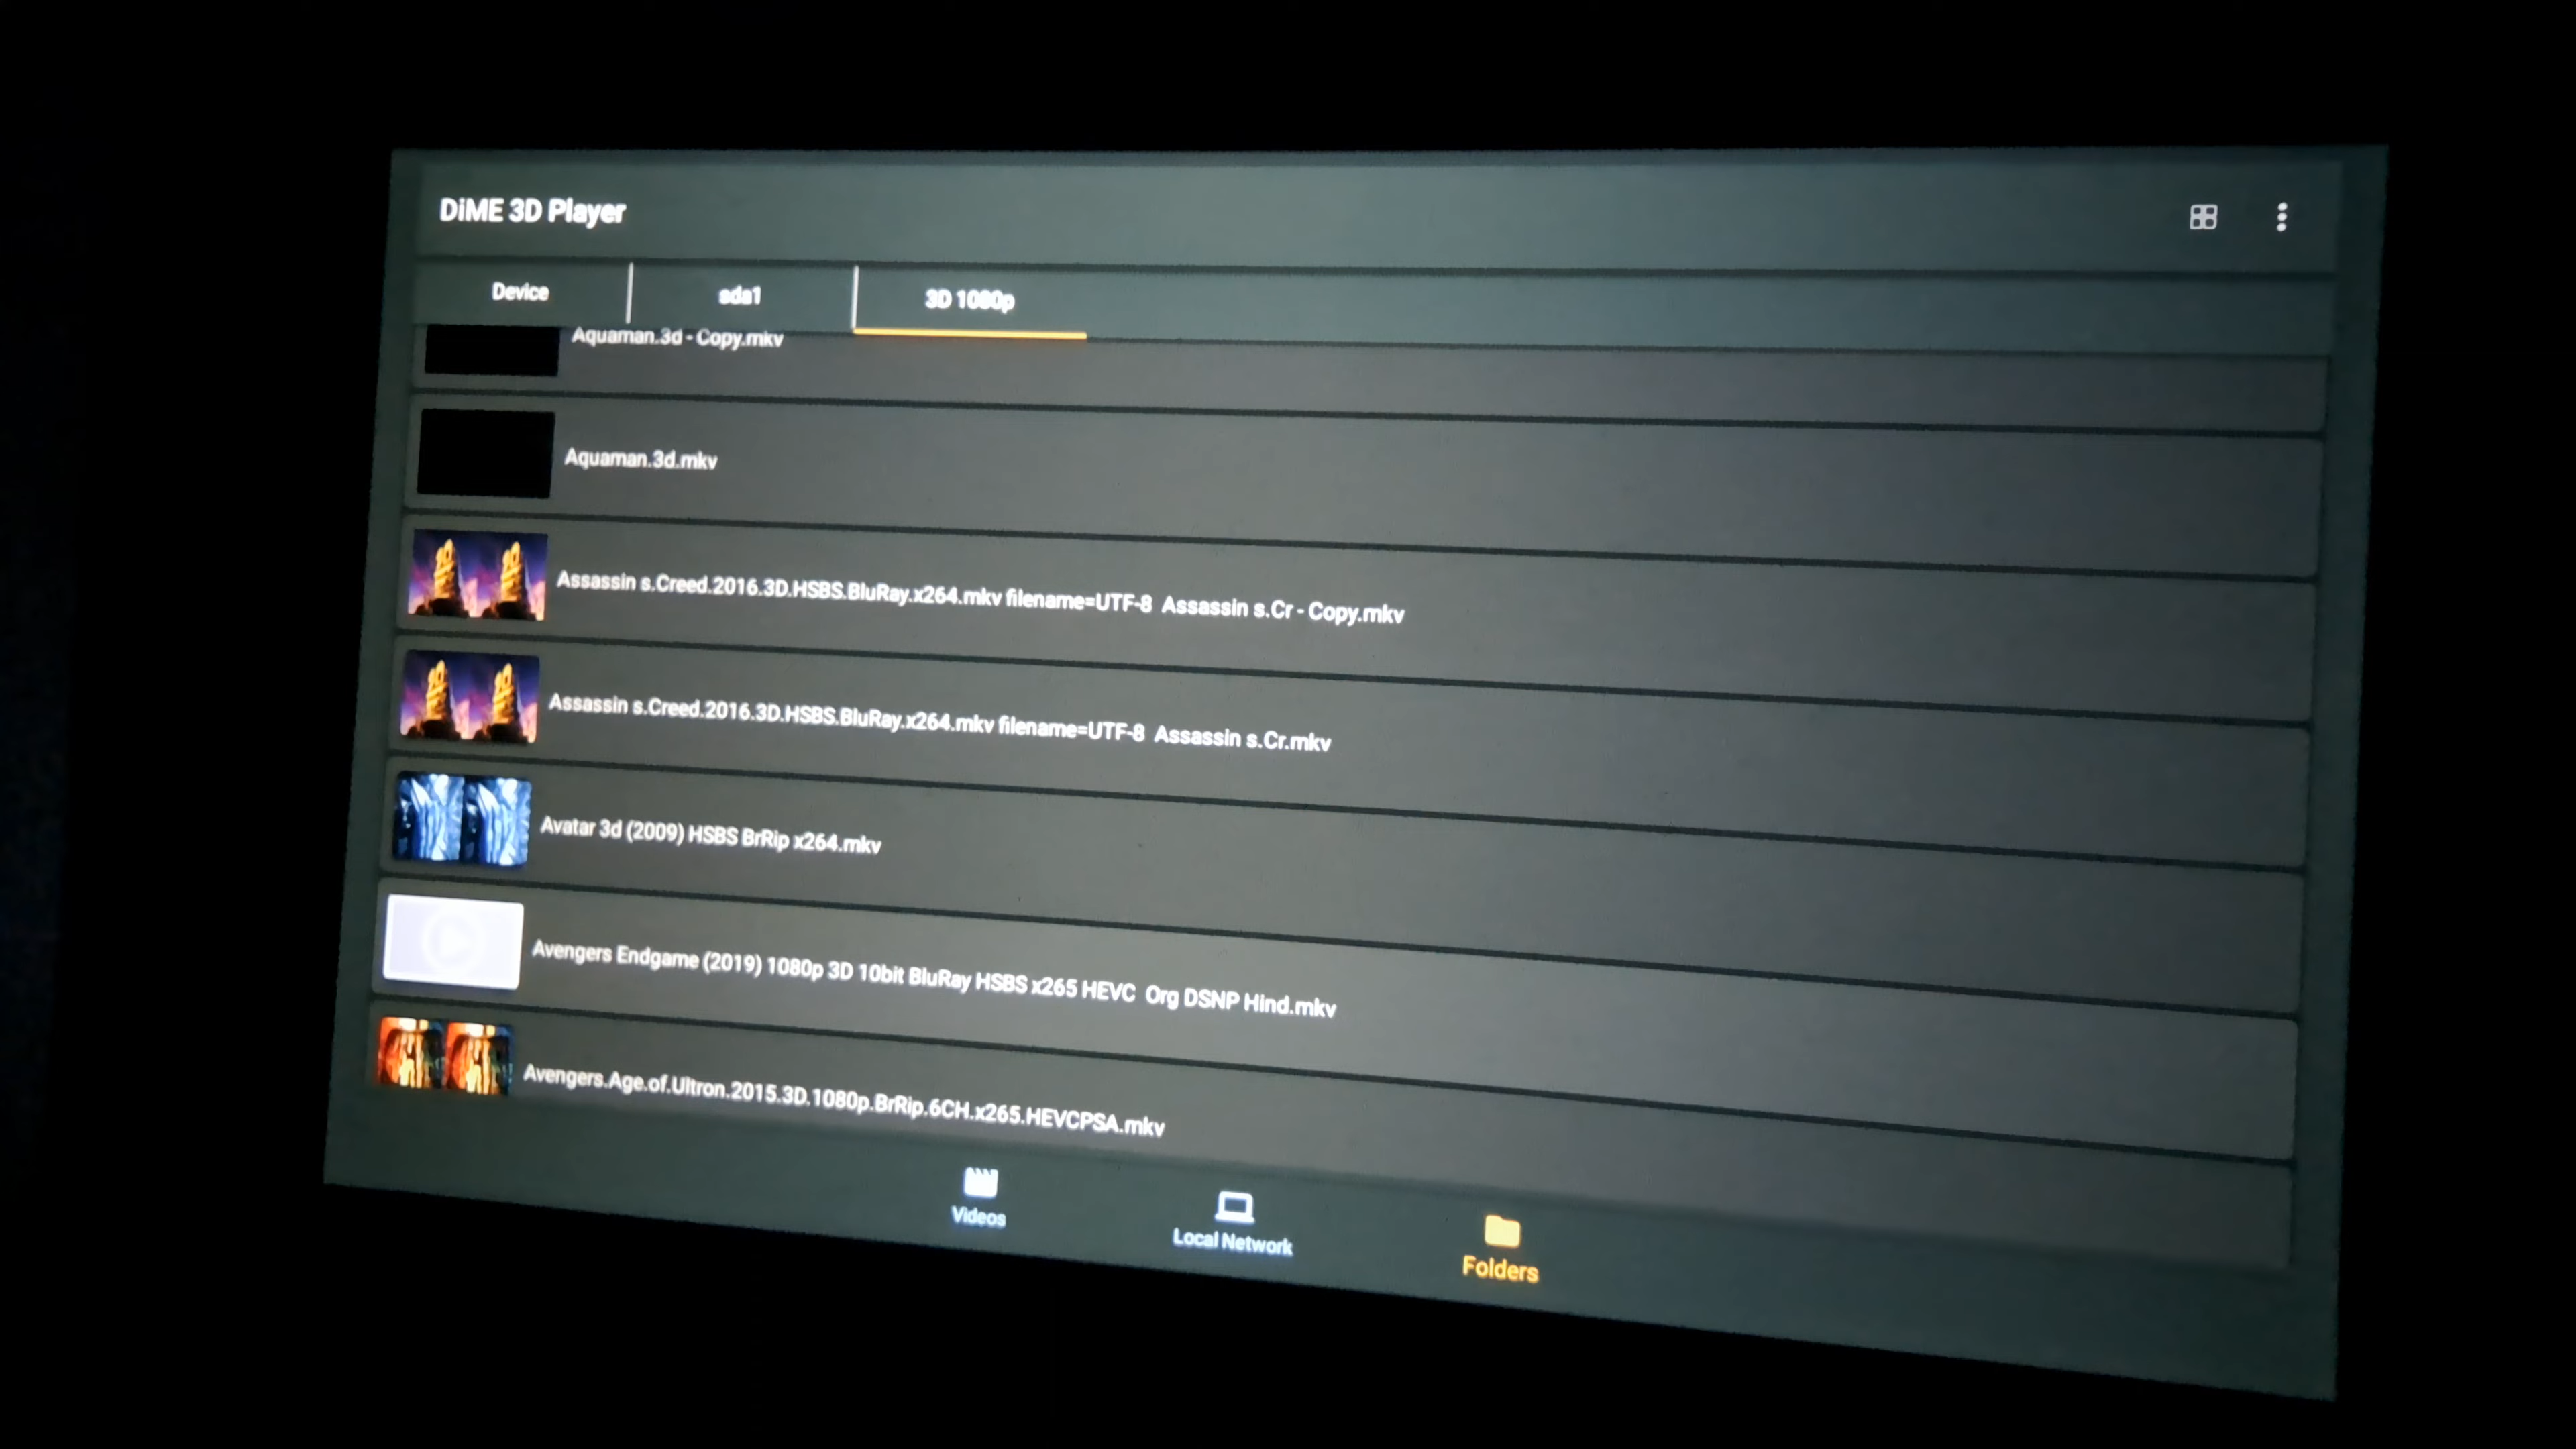 DiME 3D Player
Device
sda1
3D 1080p
Aquaman.3d - Copy.mkv
Aquaman.3d.mkv
Assassin s.Creed.2016.3D.HSBS.BluRay.x264.mkv filename=UTF-8  Assassin s.Cr - Copy.mkv
Assassin s.Creed.2016.3D.HSBS.BluRay.x264.mkv filename=UTF-8  Assassin s.Cr.mkv
Avatar 3d (2009) HSBS BrRip x264.mkv
Avengers Endgame (2019) 1080p 3D 10bit BluRay HSBS x265 HEVC  Org DSNP Hind.mkv
Avengers.Age.of.Ultron.2015.3D.1080p.BrRip.6CH.x265.HEVCPSA.mkv
Videos
Local Network
Folders